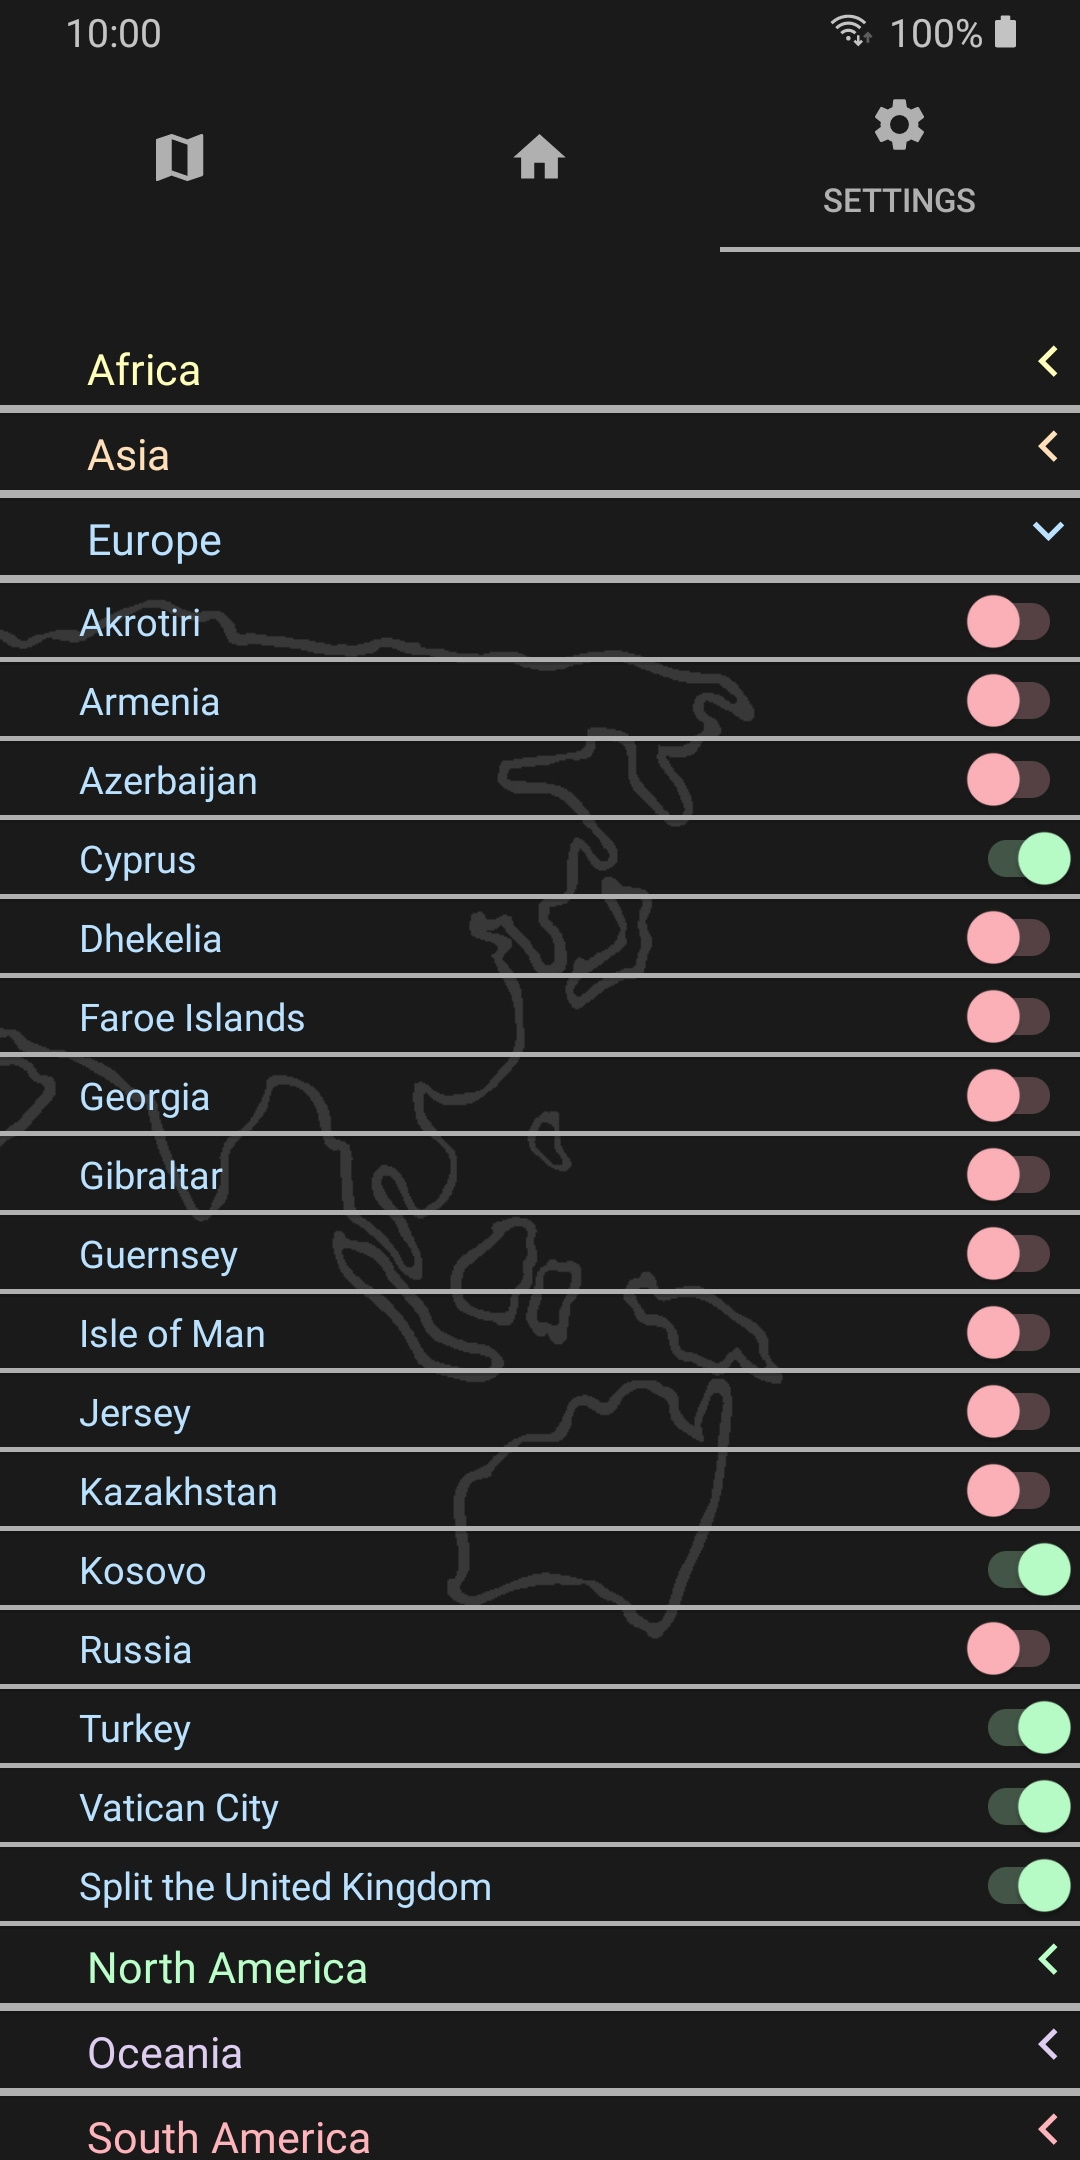 10:00
100%
SETTINGS
Africa
Asia
Europe
Akrotiri
Armenia
Azerbaijan
Cyprus
Dhekelia
Faroe Islands
Georgia
Gibraltar
Guernsey
Isle of Man
Jersey
Kazakhstan
Kosovo
Russia
Turkey
Vatican City
Split the United Kingdom
North America
Oceania
South America